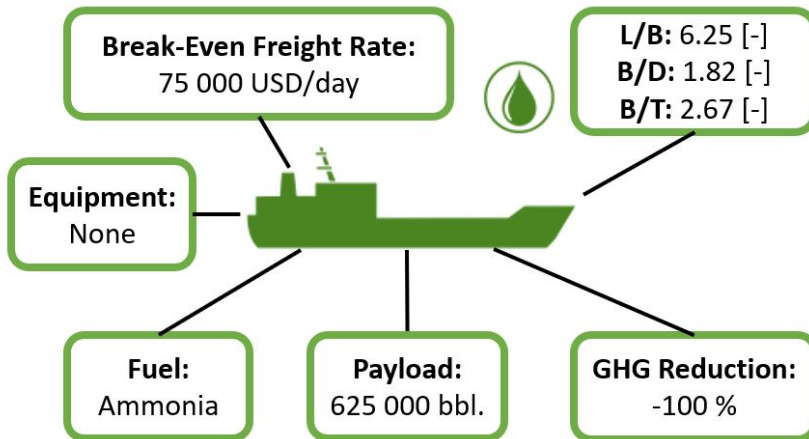 Break-Even Freight Rate:
75 000 USD/day
L/B: 6.25 [-]
B/D: 1.82 [-]
B/T: 2.67 [-]
Equipment:
None
Fuel:
Ammonia
Payload:
625 000 bbl.
GHG Reduction:
-100 %